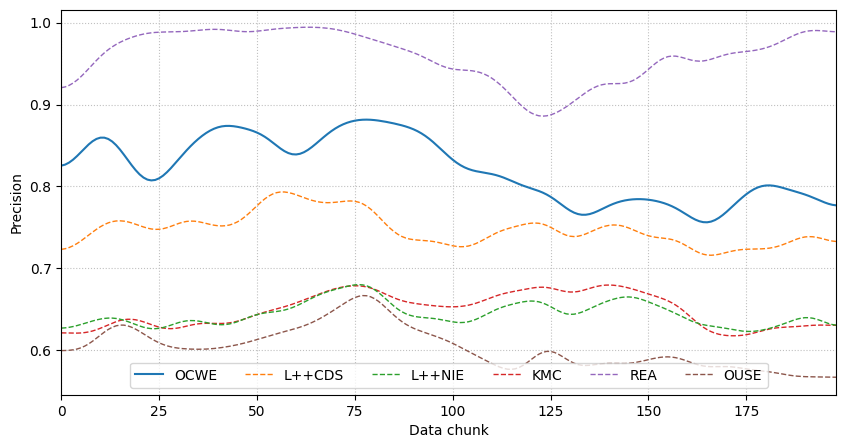 1.0
0.9
0.8
0.7
0.6
Precision
OCWE L++CDS L++NIE KMC REA OUSE
0 25 50 75 100 125 150 175
Data chunk